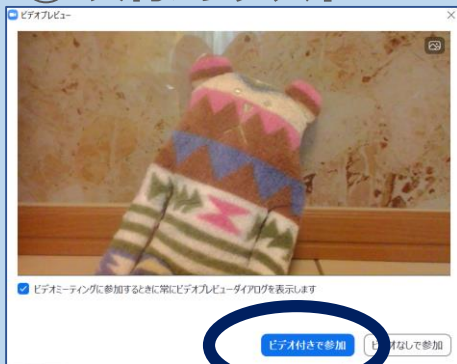 ビデオプレビュー
ビデオミーティングに参加するときに常にビデオプレビューダイアログを表示します
ビデオ付きで参加
ビデオなしで参加